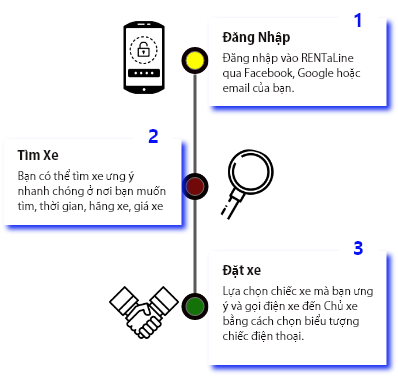 1
Đăng Nhập
Đăng nhập vào RENTaLine
qua Facebook, Google hoặc
email của bạn.
2
Tìm Xe
Bạn có thể tìm xe ưng ý
nhanh chóng ở nơi bạn muốn
tìm, thời gian, hãng xe, giá xe
3
Đặt xe
Lựa chọn chiếc xe mà bạn ưng
ý và gọi điện xe đến Chủ xe
bằng cách chọn biểu tượng
chiếc điện thoại.